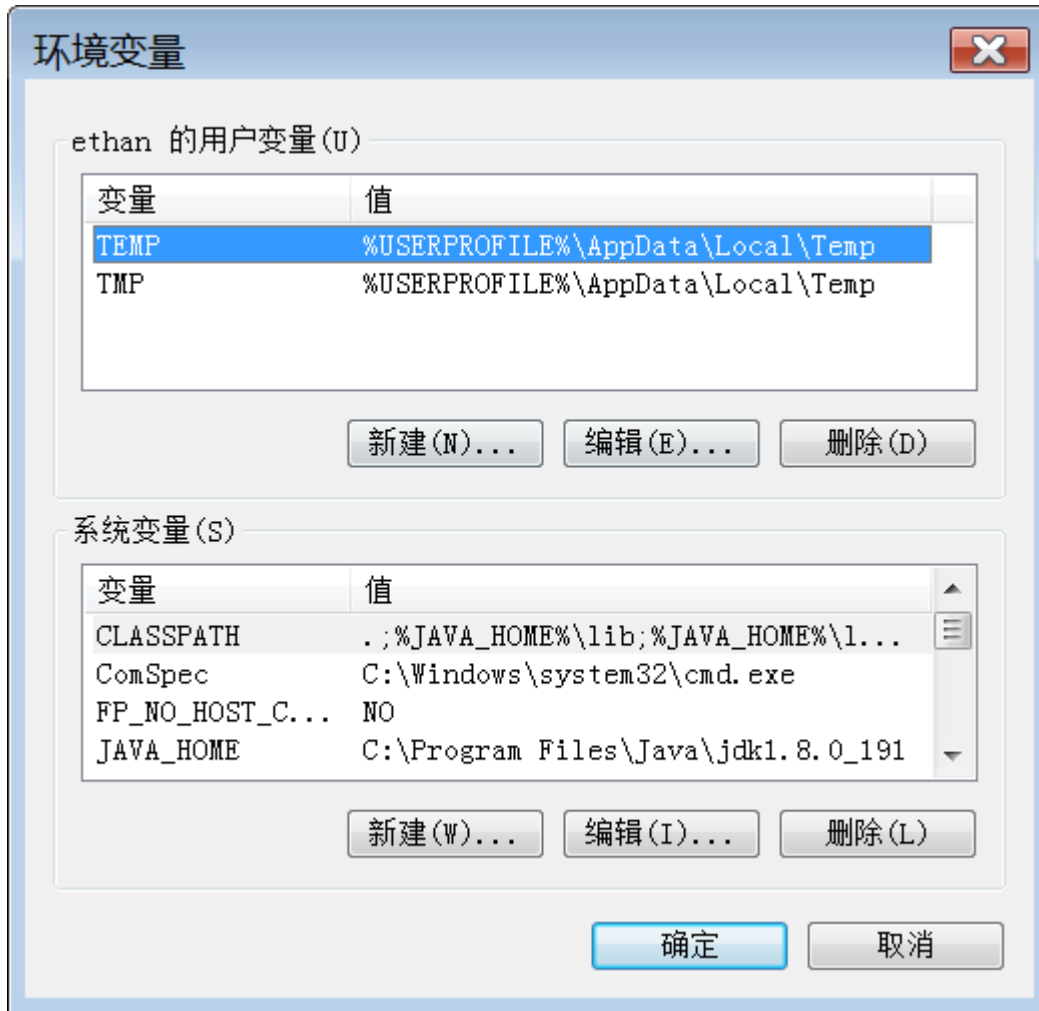 环境变量
ethan 的用户变量(U)
变量 值
TEMP %USERPROFILE%\AppData\Local\Temp
TMP %USERPROFILE%\AppData\Local\Temp
新建(N)... 编辑(E)... 删除(D)
系统变量(S)
变量 值
CLASSPATH .;%JAVA_HOME%\lib;%JAVA_HOME%\l...
ComSpec C:\Windows\system32\cmd.exe
FP_NO_HOST_C... NO
JAVA_HOME C:\Program Files\Java\jdk1.8.0_191
新建(W)... 编辑(I)... 删除(L)
确定 取消